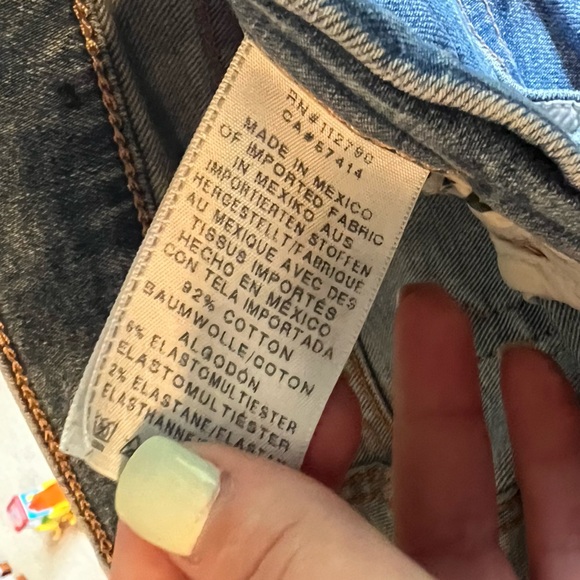 RN#112790
CA#57414
MADE IN MEXICO
OF IMPORTED FABRIC
IN MEXIKO AUS
IMPORTIERTEN STOFFEN
HERGESTELLT/FABRIQUÉ
AU MEXIQUE AVEC DES
TISSUS IMPORTÉS
HECHO EN MÉXICO
CON TELA IMPORTADA
92% COTTON
BAUMWOLLE/COTON
ALGODÓN
6% ELASTOMULTIESTER
ELASTOMULTIÉSTER
2% ELASTANE/ELASTAN
ELASTHANNE